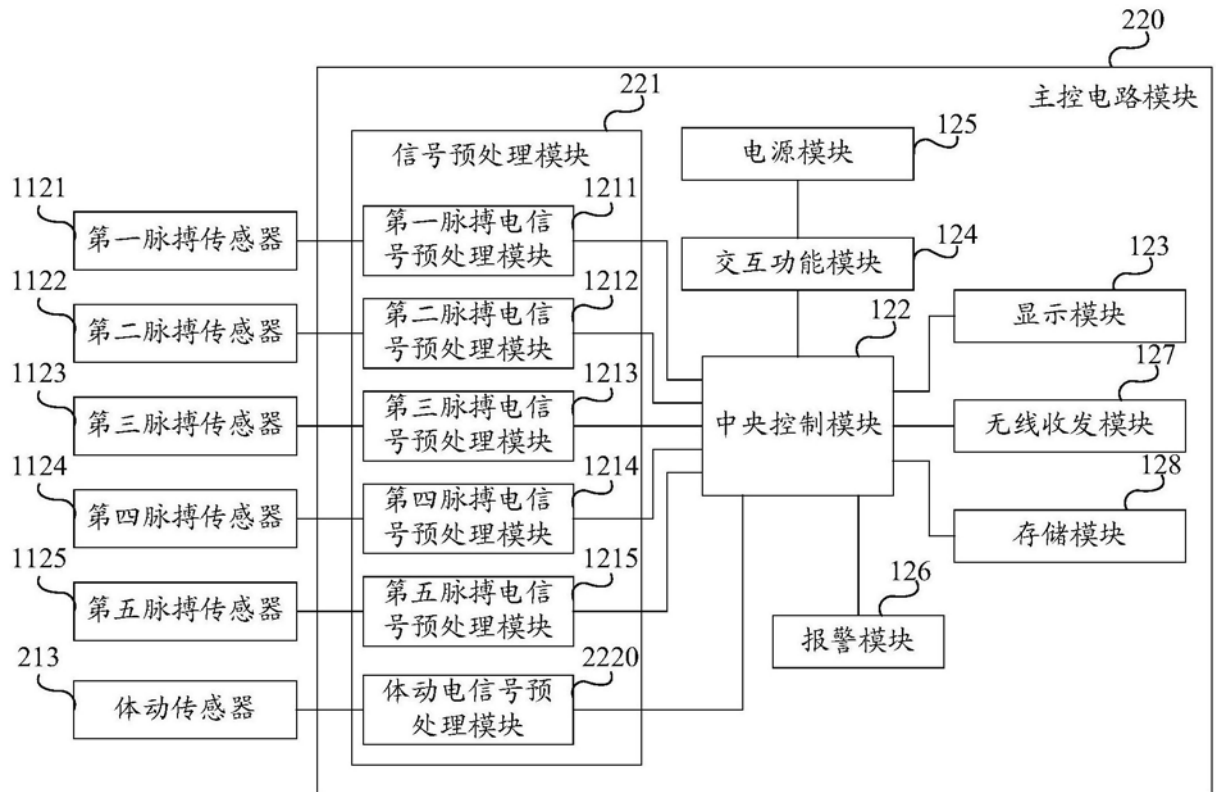 220
主控电路模块
221
信号预处理模块
125
电源模块
1121
第一脉搏传感器
1211
第一脉搏电信
号预处理模块
124
交互功能模块
123
显示模块
1122
第二脉搏传感器
1212
第二脉搏电信
号预处理模块
122
中央控制模块
1123
第三脉搏传感器
1213
第三脉搏电信
号预处理模块
127
无线收发模块
1124
第四脉搏传感器
1214
第四脉搏电信
号预处理模块
128
存储模块
1125
第五脉搏传感器
1215
第五脉搏电信
号预处理模块
126
报警模块
213
体动传感器
2220
体动电信号预
处理模块